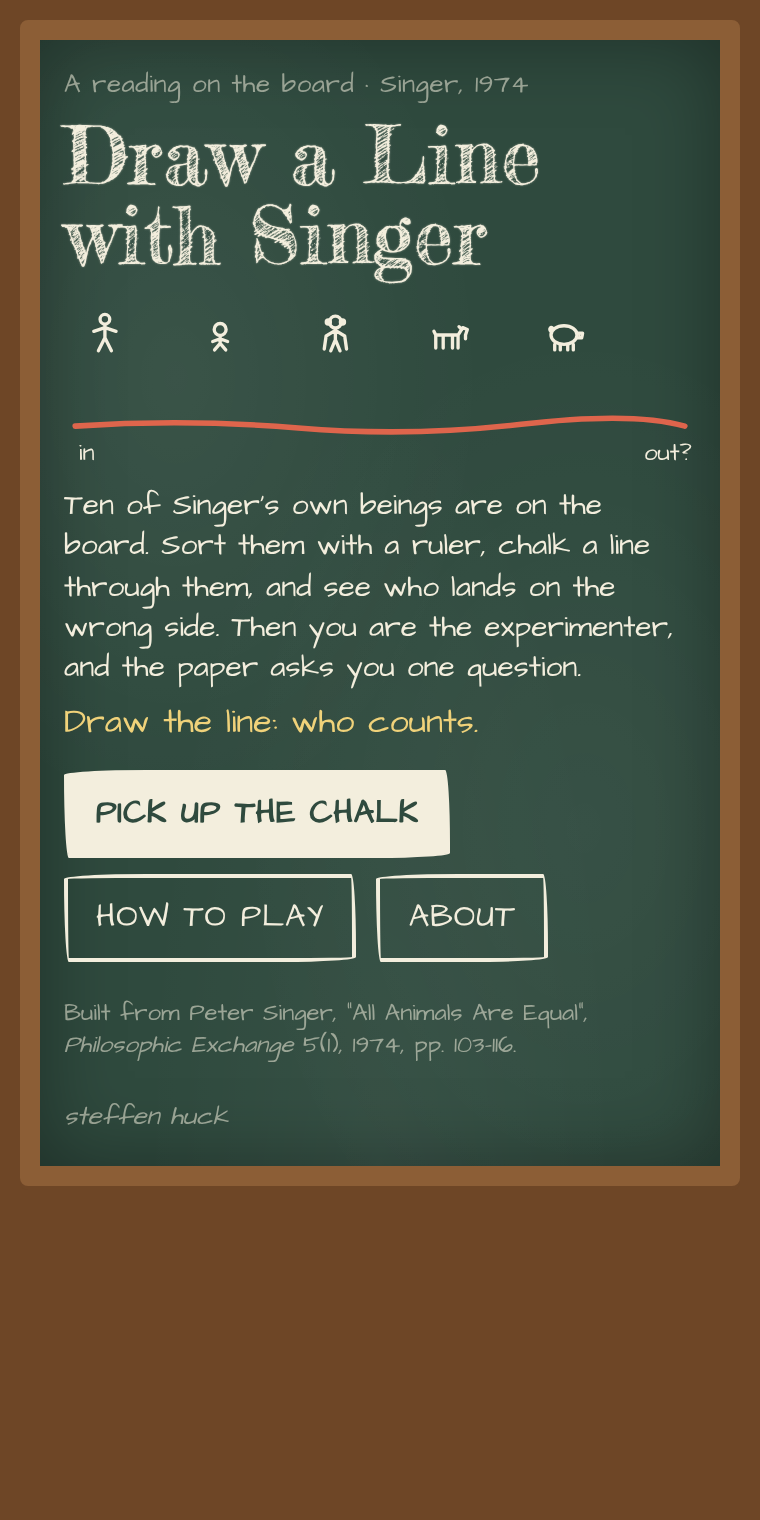 A reading on the board · Singer, 1974
Draw a Line
with Singer
in
out?
Ten of Singer's own beings are on the
board. Sort them with a ruler, chalk a line
through them, and see who lands on the
wrong side. Then you are the experimenter,
and the paper asks you one question.
Draw the line: who counts.
PICK UP THE CHALK
HOW TO PLAY
ABOUT
Built from Peter Singer, "All Animals Are Equal",
Philosophic Exchange 5(1), 1974, pp. 103-116.
steffen huck